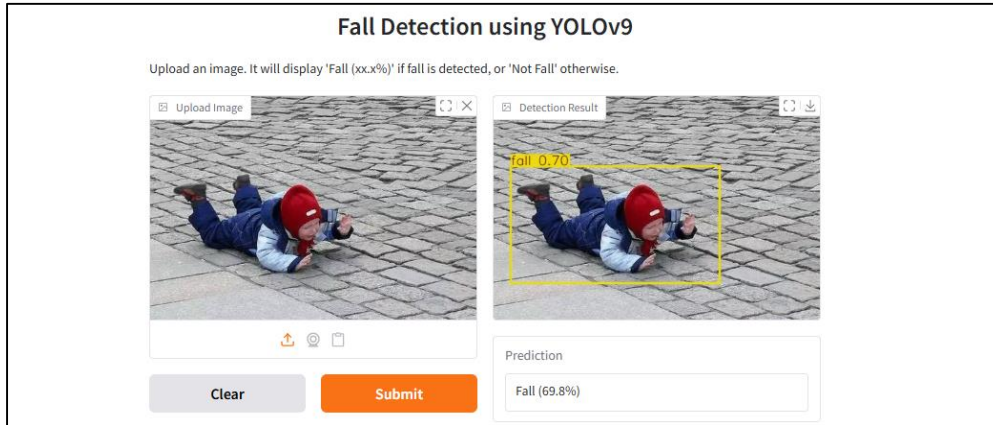 Fall Detection using YOLOv9
Upload an image. It will display 'Fall (xx.x%)' if fall is detected, or 'Not Fall' otherwise.
Upload Image
Detection Result
fall 0.70
Prediction
Fall (69.8%)
Clear
Submit